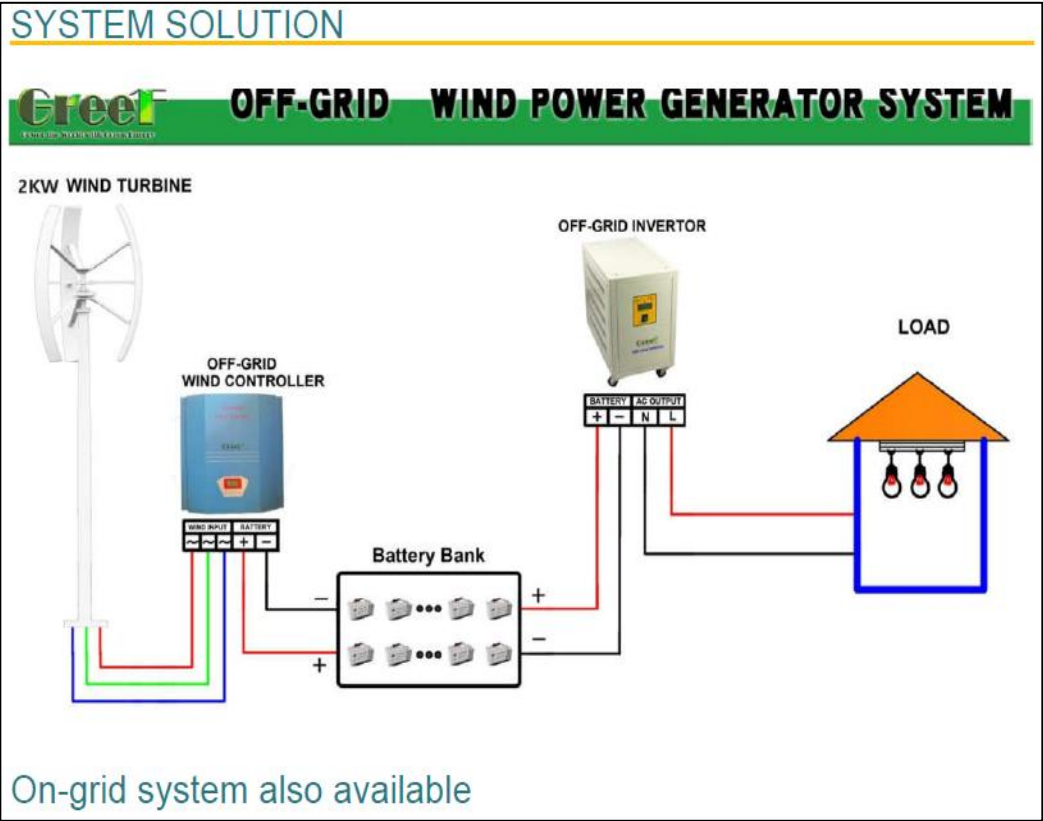 SYSTEM SOLUTION
Greef
OFF-GRID WIND POWER GENERATOR SYSTEM
2KW WIND TURBINE
OFF-GRID INVERTOR
LOAD
OFF-GRID
WIND CONTROLLER
BATTERY AC OUTPUT
+ − N L
WIND INPUT BATTERY
~ ~ ~ + −
Battery Bank
− +
+ −
On-grid system also available